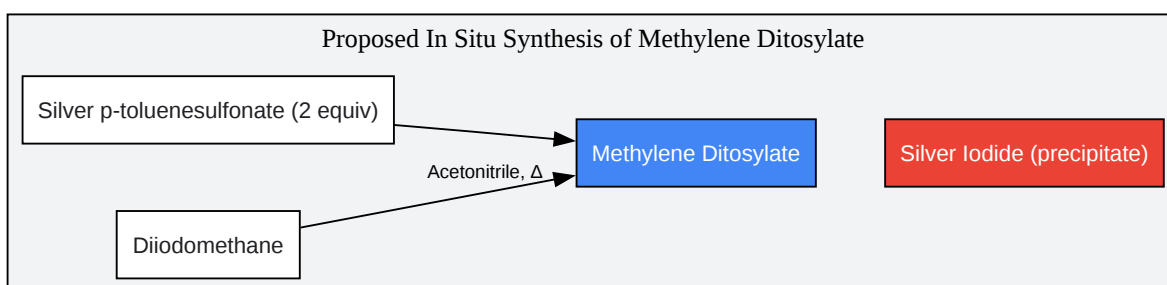 Proposed In Situ Synthesis of Methylene Ditosylate
Silver p-toluenesulfonate (2 equiv)
Methylene Ditosylate
Silver Iodide (precipitate)
Acetonitrile, Δ
Diiodomethane